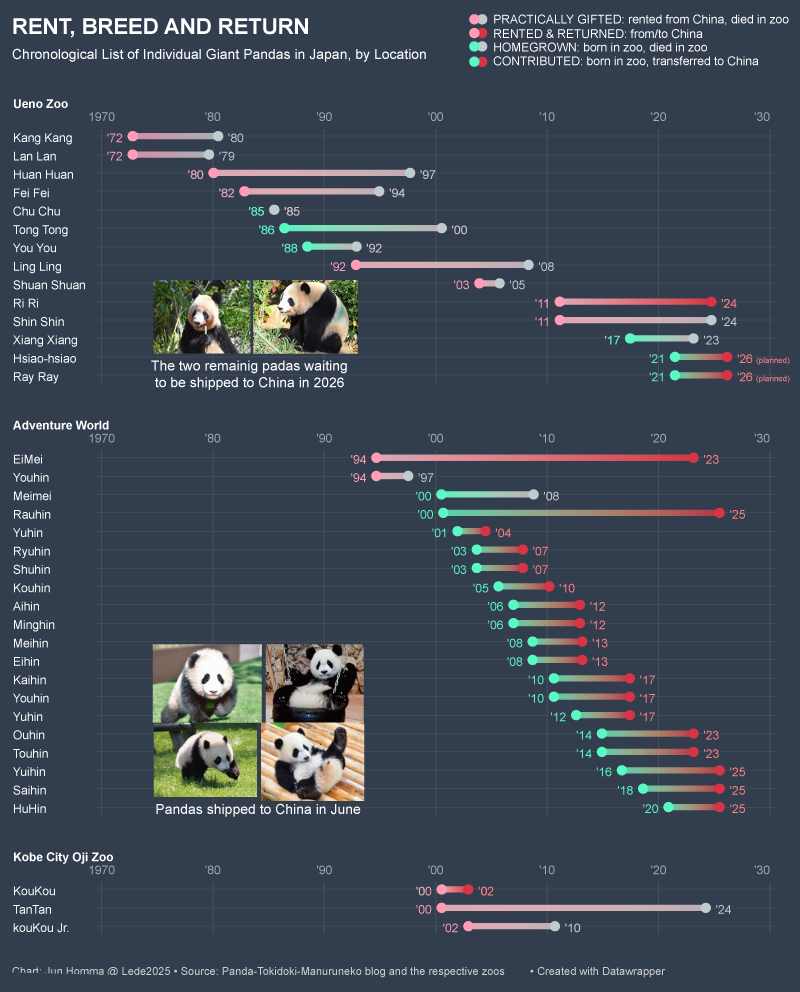 RENT, BREED AND RETURN
Chronological List of Individual Giant Pandas in Japan, by Location
PRACTICALLY GIFTED: rented from China, died in zoo
RENTED & RETURNED: from/to China
HOMEGROWN: born in zoo, died in zoo
CONTRIBUTED: born in zoo, transferred to China
Ueno Zoo
1970 '80 '90 '00 '10 '20 '30
Kang Kang '72 '80
Lan Lan '72 '79
Huan Huan '80 '97
Fei Fei '82 '94
Chu Chu '85 '85
Tong Tong '86 '00
You You '88 '92
Ling Ling '92 '08
Shuan Shuan '03 '05
Ri Ri '11 '24
Shin Shin '11 '24
Xiang Xiang '17 '23
Hsiao-hsiao '21 '26 (planned)
Ray Ray '21 '26 (planned)
The two remainig padas waiting
to be shipped to China in 2026
Adventure World
1970 '80 '90 '00 '10 '20 '30
EiMei '94 '23
Youhin '94 '97
Meimei '00 '08
Rauhin '00 '25
Yuhin '01 '04
Ryuhin '03 '07
Shuhin '03 '07
Kouhin '05 '10
Aihin '06 '12
Minghin '06 '12
Meihin '08 '13
Eihin '08 '13
Kaihin '10 '17
Youhin '10 '17
Yuhin '12 '17
Ouhin '14 '23
Touhin '14 '23
Yuihin '16 '25
Saihin '18 '25
HuHin '20 '25
Pandas shipped to China in June
Kobe City Oji Zoo
1970 '80 '90 '00 '10 '20 '30
KouKou '00 '02
TanTan '00 '24
kouKou Jr. '02 '10
Chart: Jun Homma @ Lede2025 • Source: Panda-Tokidoki-Manuruneko blog and the respective zoos • Created with Datawrapper